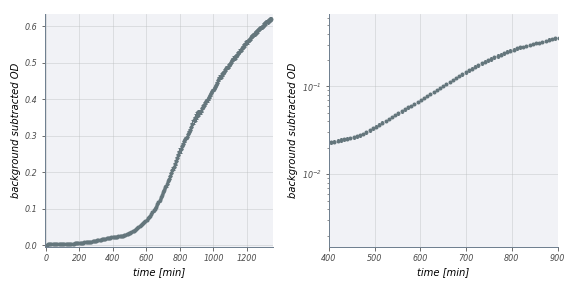 background subtracted OD
0.6
0.5
0.4
0.3
0.2
0.1
0.0
0 200 400 600 800 1000 1200
time [min]
background subtracted OD
10⁻¹
10⁻²
400 500 600 700 800 900
time [min]